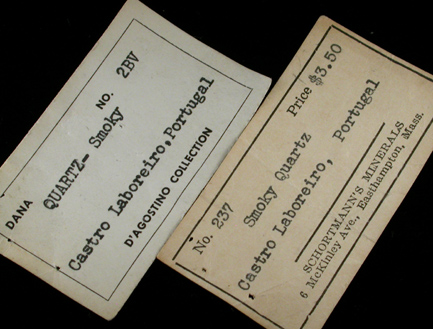 DANA NO. 2BV
QUARTZ- Smoky
Castro Laboreiro, Portugal
D'AGOSTINO COLLECTION
No. 237 Price $3.50
Smoky Quartz
Castro Laboreiro, Portugal
SCHORTMANN'S MINERALS
6 McKinley Ave., Easthampton, Mass.